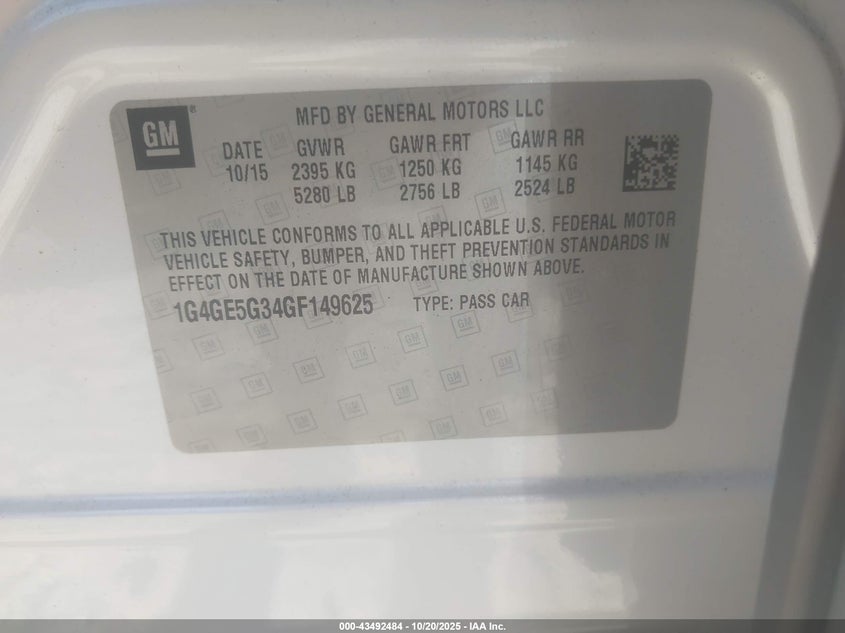 GM
MFD BY GENERAL MOTORS LLC
DATE GVWR GAWR FRT GAWR RR
10/15 2395 KG 1250 KG 1145 KG
5280 LB 2756 LB 2524 LB
THIS VEHICLE CONFORMS TO ALL APPLICABLE U.S. FEDERAL MOTOR
VEHICLE SAFETY, BUMPER, AND THEFT PREVENTION STANDARDS IN
EFFECT ON THE DATE OF MANUFACTURE SHOWN ABOVE.
1G4GE5G34GF149625 TYPE: PASS CAR
000-43492484 - 10/20/2025 - IAA Inc.